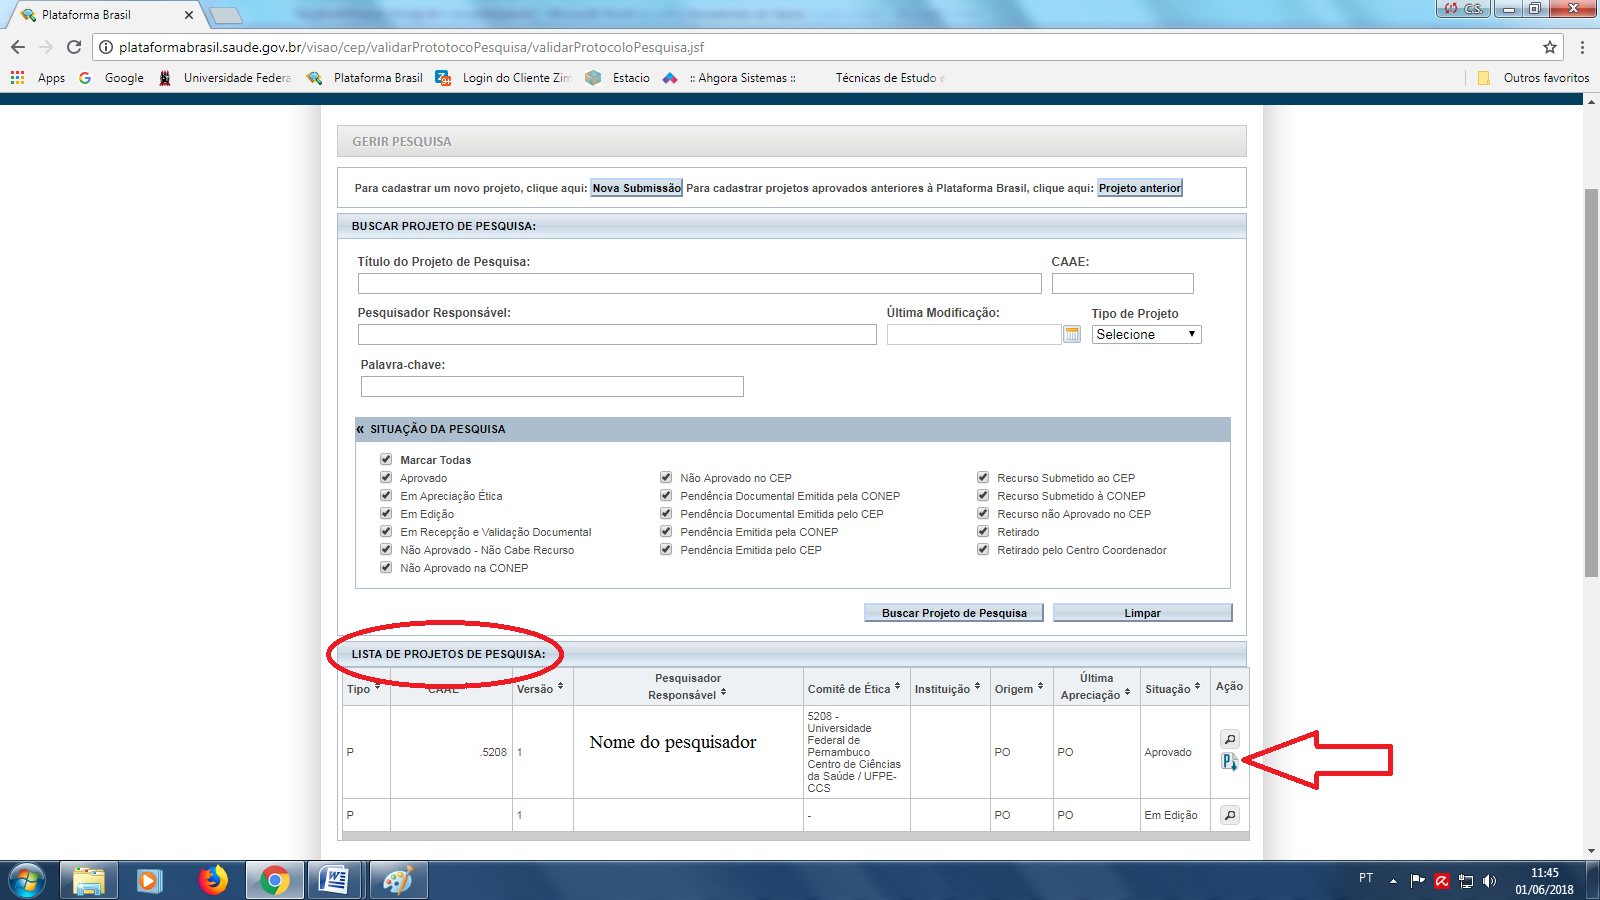 Plataforma Brasil
C.S.
plataformabrasil.saude.gov.br/visao/cep/validarPrototocoPesquisa/validarProtocoloPesquisa.jsf
Apps Google Universidade Federa Plataforma Brasil Login do Cliente Zim Estacio :: Ahgora Sistemas :: Técnicas de Estudo e Outros favoritos
GERIR PESQUISA
Para cadastrar um novo projeto, clique aqui: Nova Submissão Para cadastrar projetos aprovados anteriores à Plataforma Brasil, clique aqui: Projeto anterior
BUSCAR PROJETO DE PESQUISA:
Título do Projeto de Pesquisa: CAAE:
Pesquisador Responsável: Última Modificação: Tipo de Projeto
Selecione
Palavra-chave:
« SITUAÇÃO DA PESQUISA
Marcar Todas
Aprovado Não Aprovado no CEP Recurso Submetido ao CEP
Em Apreciação Ética Pendência Documental Emitida pela CONEP Recurso Submetido à CONEP
Em Edição Pendência Documental Emitida pelo CEP Recurso não Aprovado no CEP
Em Recepção e Validação Documental Pendência Emitida pela CONEP Retirado
Não Aprovado - Não Cabe Recurso Pendência Emitida pelo CEP Retirado pelo Centro Coordenador
Não Aprovado na CONEP
Buscar Projeto de Pesquisa Limpar
LISTA DE PROJETOS DE PESQUISA:
Tipo CAAE Versão Pesquisador Responsável Comitê de Ética Instituição Origem Última Apreciação Situação Ação
P .5208 1 Nome do pesquisador
5208 -
Universidade
Federal de
Pernambuco
Centro de Ciências
da Saúde / UFPE-
CCS
PO PO Aprovado
P 1 - PO PO Em Edição
PT 11:45
01/06/2018